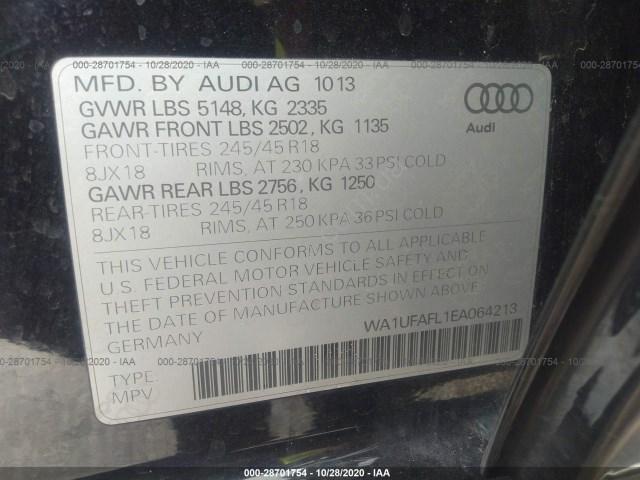 000-28701754 - 10/28/2020 - IAA
MFD. BY AUDI AG 10 13
GVWR LBS 5148, KG 2335
GAWR FRONT LBS 2502, KG 1135
FRONT-TIRES 245/45 R18
8JX18 RIMS, AT 230 KPA 33 PSI COLD
GAWR REAR LBS 2756, KG 1250
REAR-TIRES 245/45 R18
8JX18 RIMS, AT 250 KPA 36 PSI COLD
Audi
THIS VEHICLE CONFORMS TO ALL APPLICABLE
U.S. FEDERAL MOTOR VEHICLE SAFETY AND
THEFT PREVENTION STANDARDS IN EFFECT ON
THE DATE OF MANUFACTURE SHOWN ABOVE
GERMANY
WA1UFAFL1EA064213
TYPE:
MPV
000-28701754 - 10/28/2020 - IAA